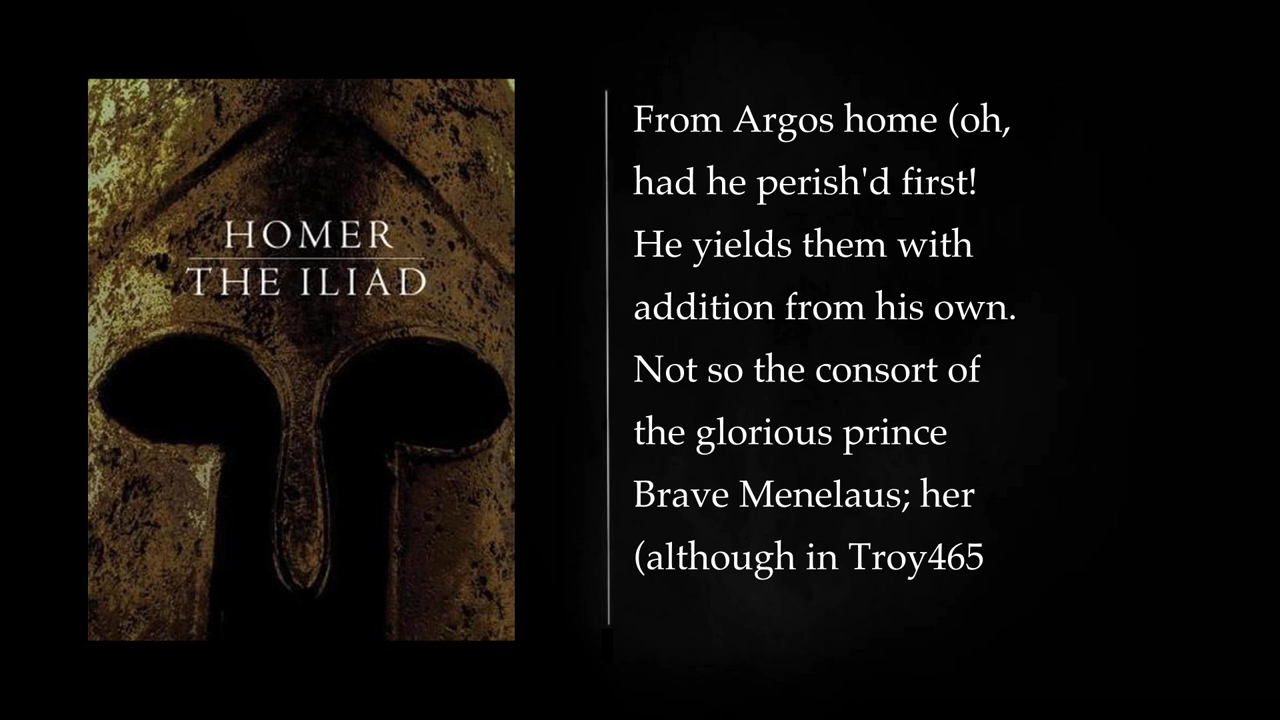 HOMER
THE ILIAD
From Argos home (oh,
had he perish'd first!
He yields them with
addition from his own.
Not so the consort of
the glorious prince
Brave Menelaus; her
(although in Troy465